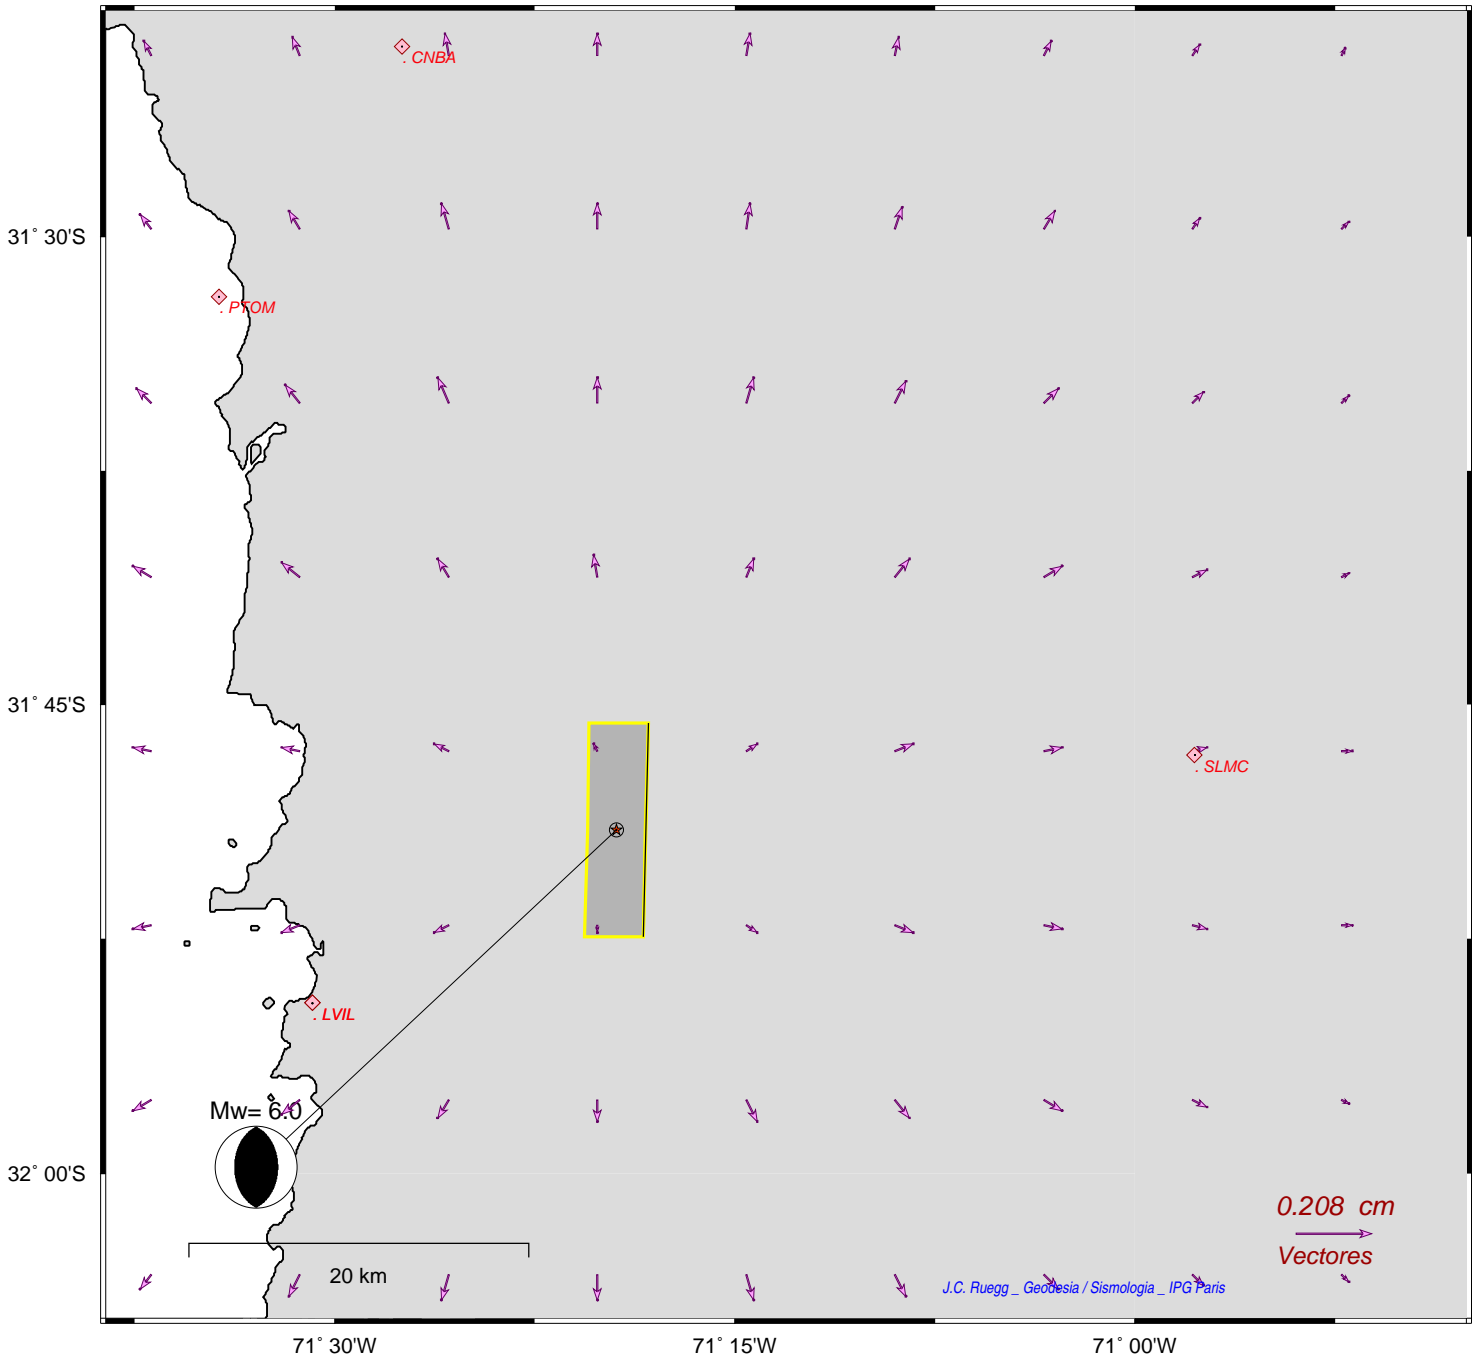 . CNBA
31° 30'S
. PTOM
31° 45'S
. SLMC
. LVIL
Mw= 6.0
32° 00'S
0.208 cm
Vectores
20 km
J.C. Ruegg _ Geodesia / Sismologia _ IPG Paris
71° 30'W
71° 15'W
71° 00'W